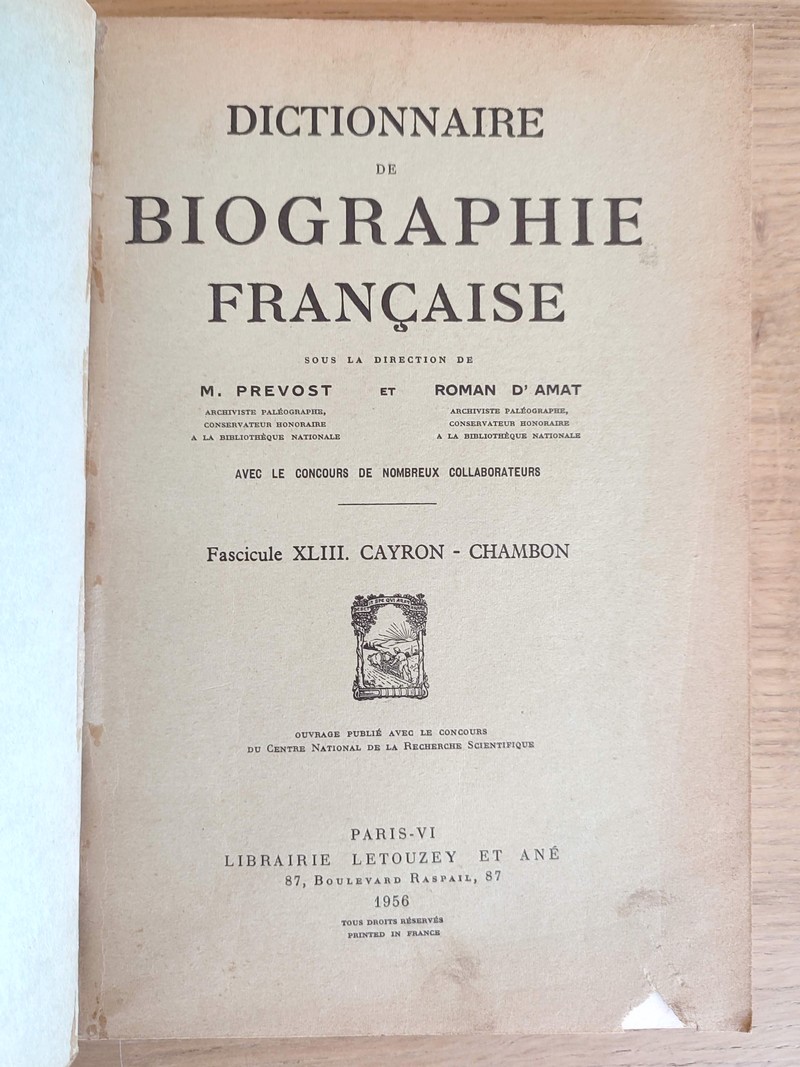 DICTIONNAIRE
DE
BIOGRAPHIE
FRANÇAISE
SOUS LA DIRECTION DE
M. PREVOST ET ROMAN D'AMAT
ARCHIVISTE PALÉOGRAPHE, ARCHIVISTE PALÉOGRAPHE,
CONSERVATEUR HONORAIRE CONSERVATEUR HONORAIRE
A LA BIBLIOTHÈQUE NATIONALE A LA BIBLIOTHÈQUE NATIONALE
AVEC LE CONCOURS DE NOMBREUX COLLABORATEURS
Fascicule XLIII. CAYRON - CHAMBON
OUVRAGE PUBLIÉ AVEC LE CONCOURS
DU CENTRE NATIONAL DE LA RECHERCHE SCIENTIFIQUE
PARIS-VI
LIBRAIRIE LETOUZEY ET ANÉ
87, BOULEVARD RASPAIL, 87
1956
TOUS DROITS RÉSERVÉS
PRINTED IN FRANCE